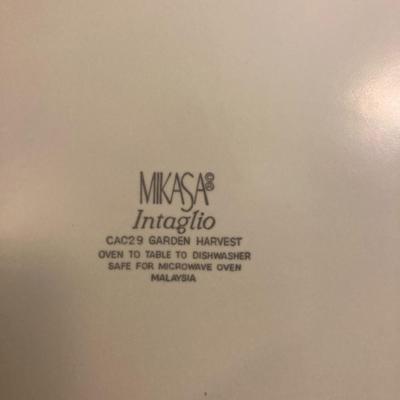 MIKASA®
Intaglio
CAC29 GARDEN HARVEST
OVEN TO TABLE TO DISHWASHER
SAFE FOR MICROWAVE OVEN
MALAYSIA